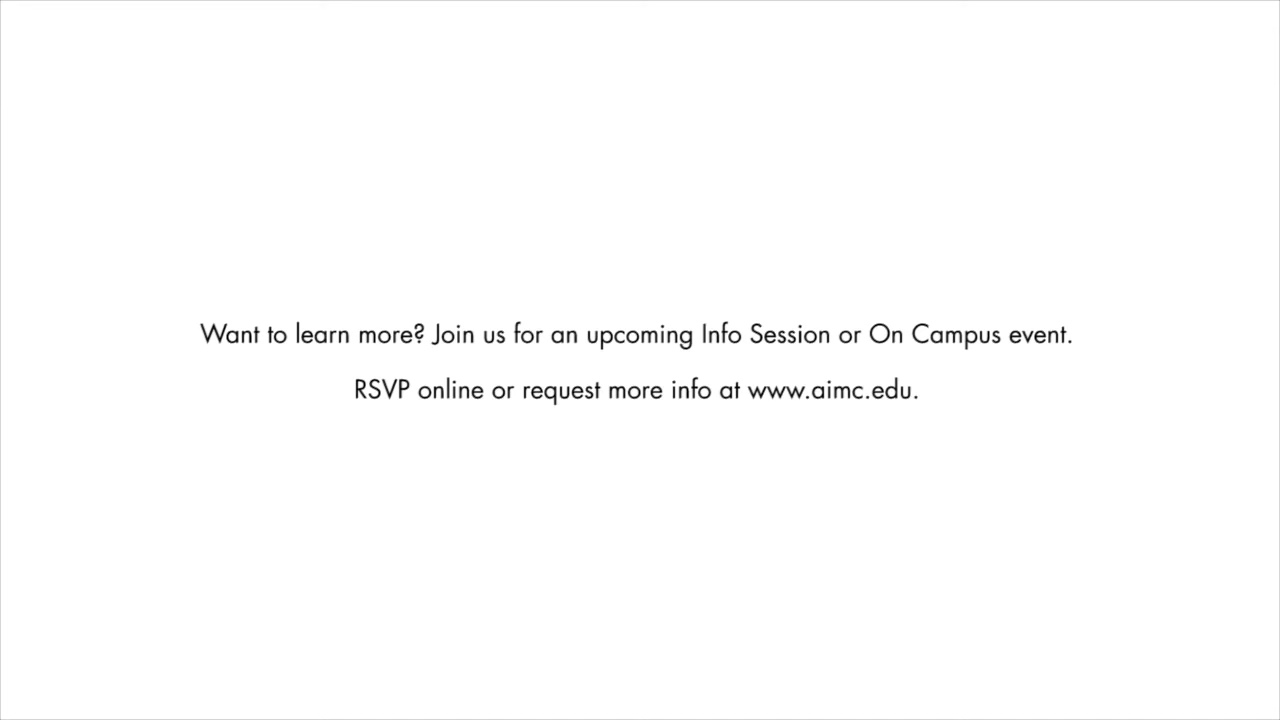 Want to learn more? Join us for an upcoming Info Session or On Campus event.
RSVP online or request more info at www.aimc.edu.